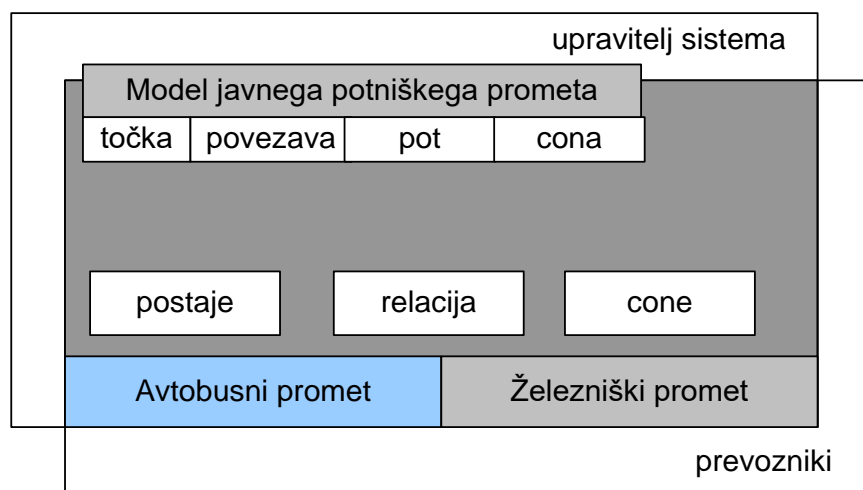 upravitelj sistema
Model javnega potniškega prometa
točka povezava pot cona
postaje relacija cone
Avtobusni promet Železniški promet
prevozniki